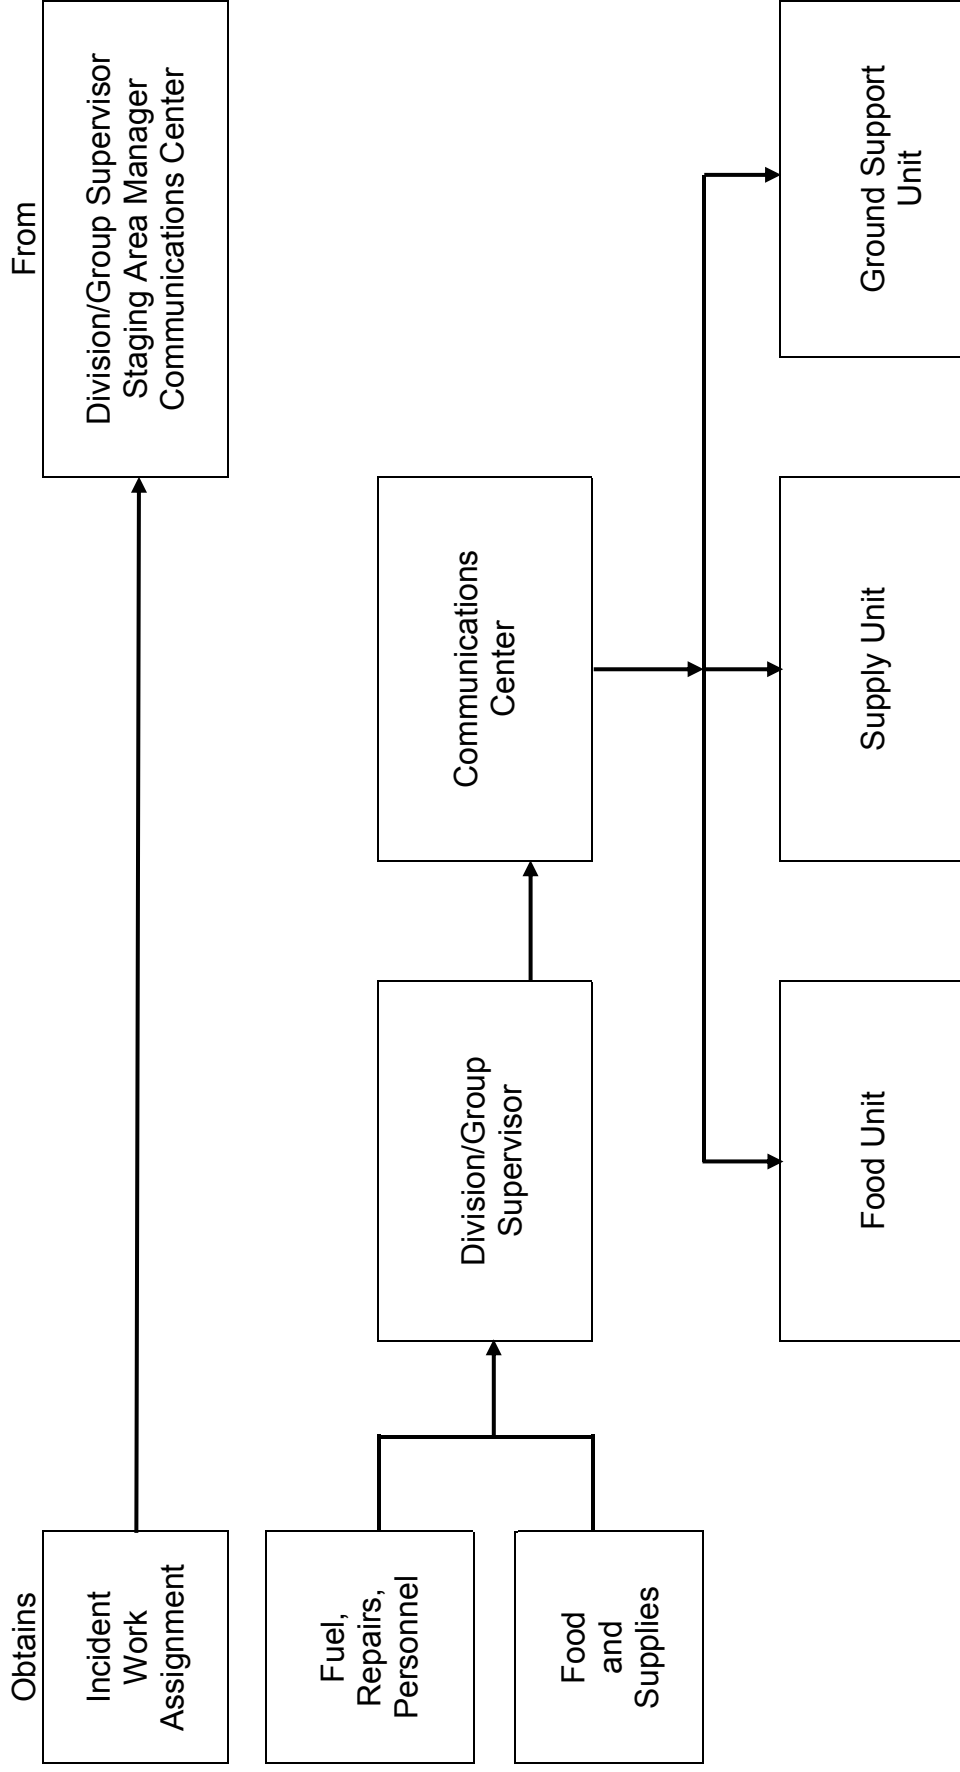 Obtains
From
Incident
Work
Assignment
Division/Group Supervisor
Staging Area Manager
Communications Center
Fuel,
Repairs,
Personnel
Food
and
Supplies
Division/Group
Supervisor
Communications
Center
Food Unit
Supply Unit
Ground Support
Unit